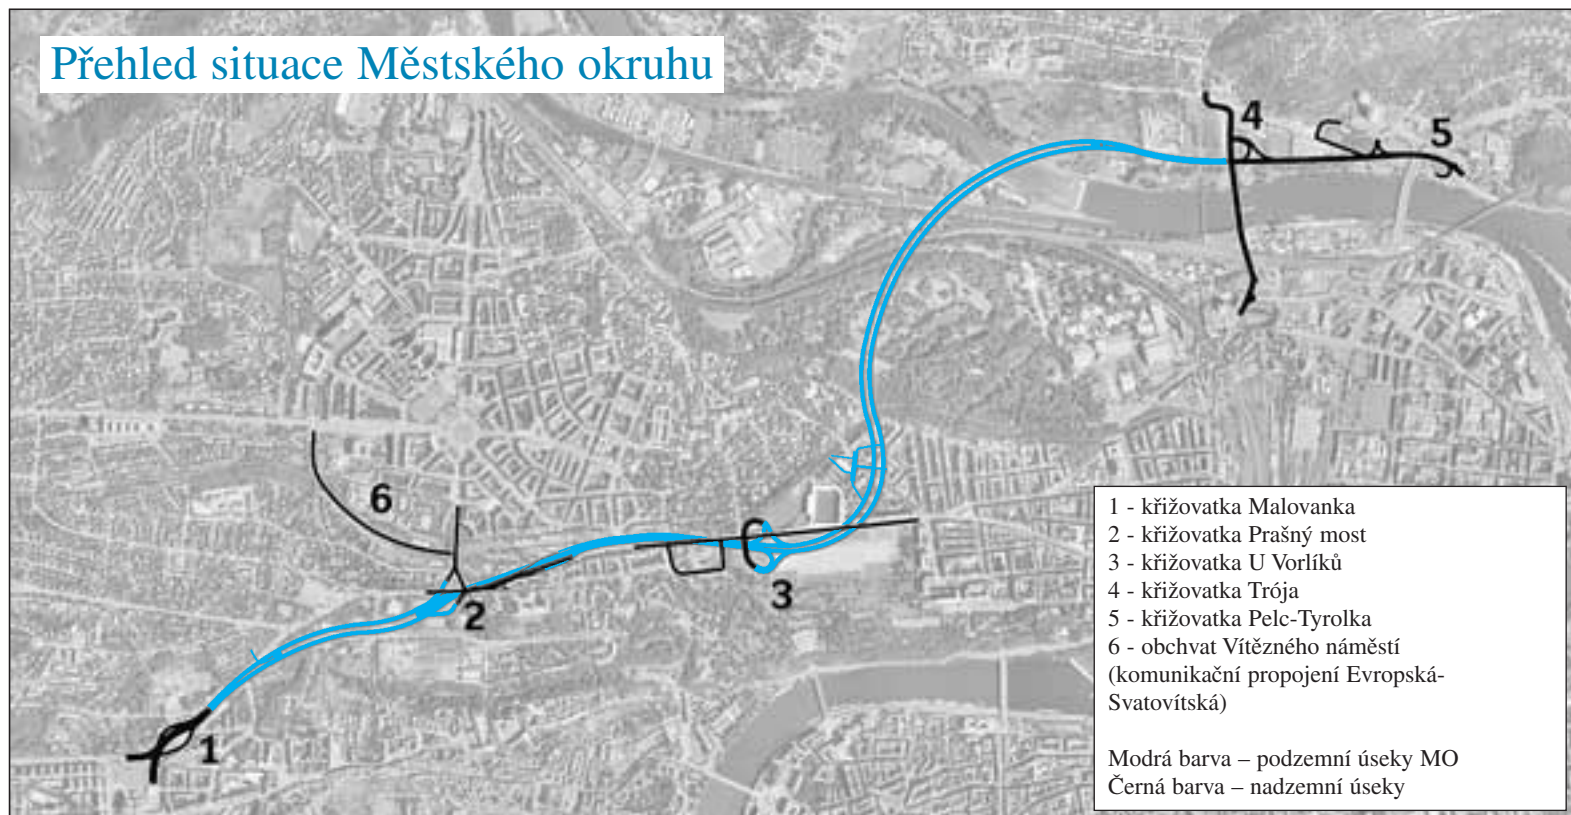 Přehled situace Městského okruhu
4
5
6
2
3
1
1 - křižovatka Malovanka
2 - křižovatka Prašný most
3 - křižovatka U Vorlíků
4 - křižovatka Trója
5 - křižovatka Pelc-Tyrolka
6 - obchvat Vítězného náměstí
(komunikační propojení Evropská-
Svatovítská)
Modrá barva – podzemní úseky MO
Černá barva – nadzemní úseky